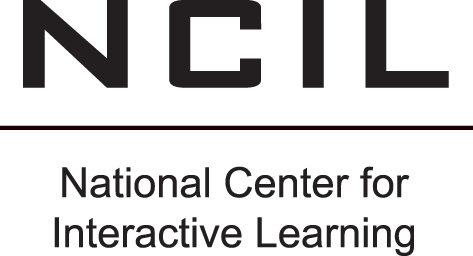 NCIL
National Center for
Interactive Learning